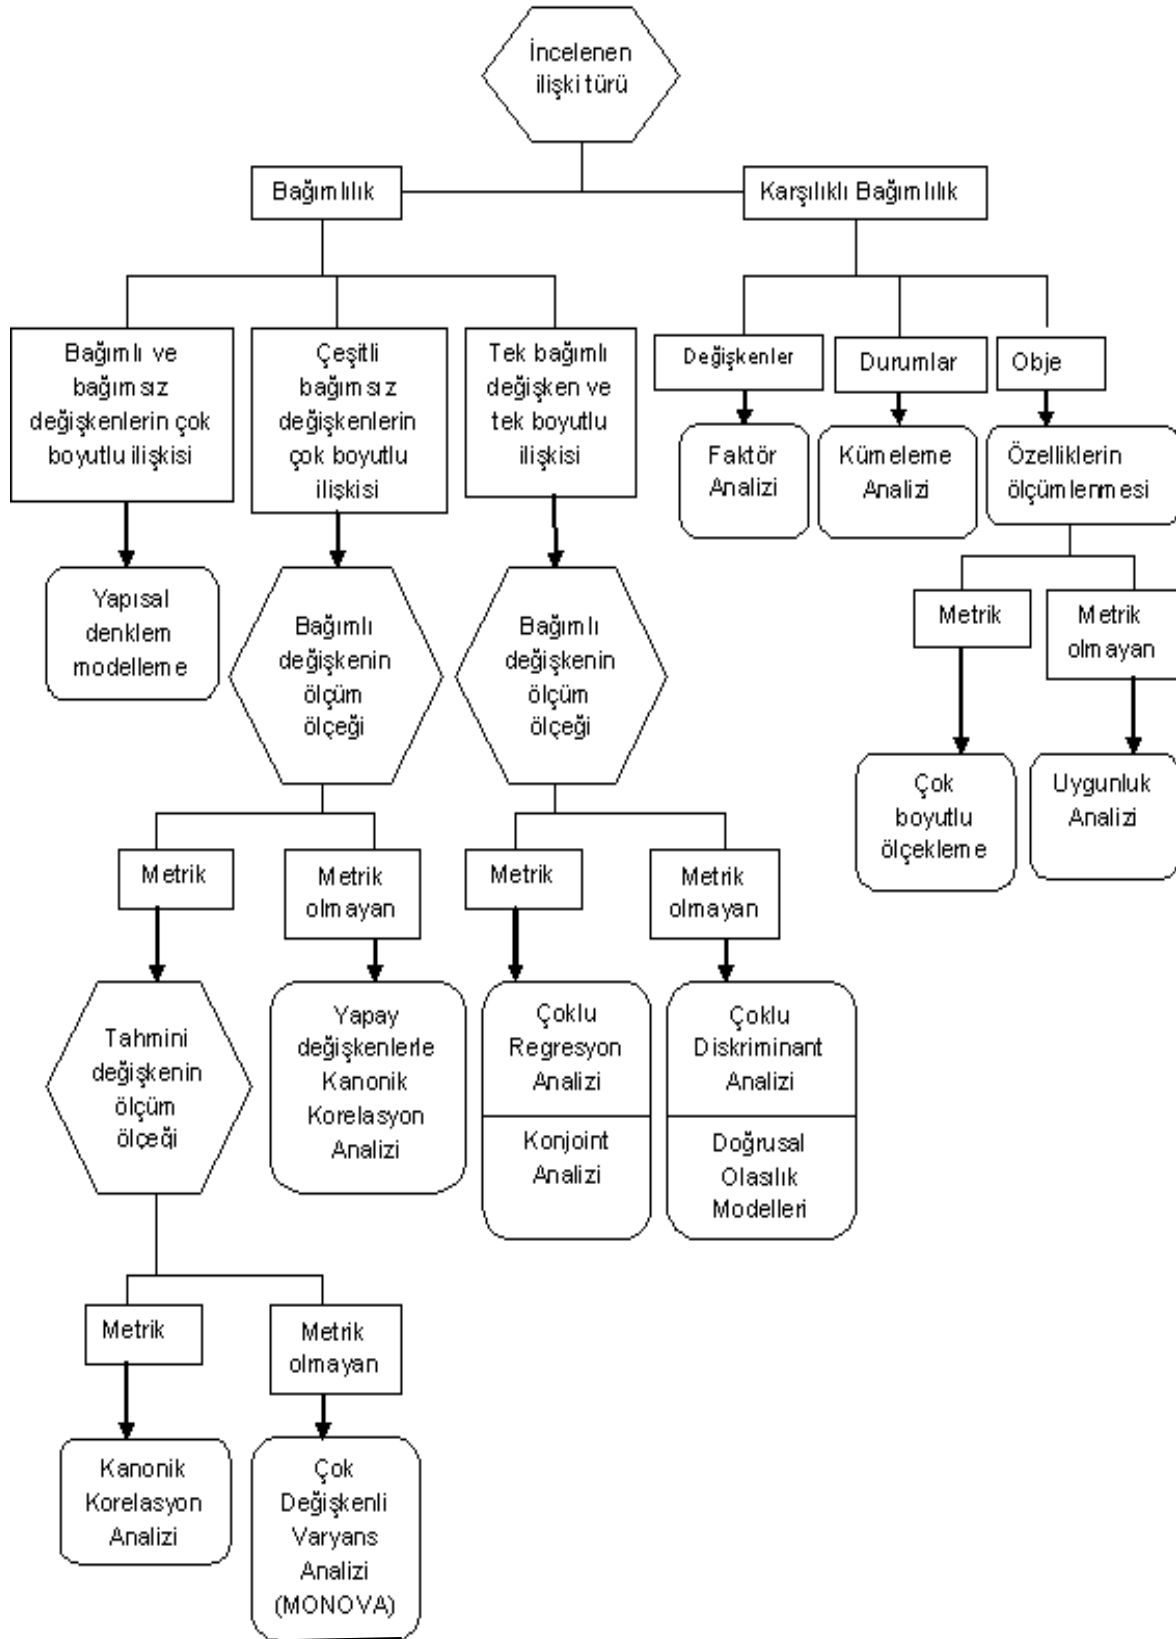 İncelenen
ilişki türü
Bağımlılık
Karşılıklı Bağımlılık
Bağımlı ve
bağımsız
değişkenlerin çok
boyutlu ilişkisi
Çeşitli
bağımsız
değişkenlerin
çok boyutlu
ilişkisi
Tek bağımlı
değişken ve
tek boyutlu
ilişkisi
Değişkenler
Durumlar
Obje
Faktör
Analizi
Kümeleme
Analizi
Özelliklerin
ölçümlenmesi
Yapısal
denklem
modelleme
Bağımlı
değişkenin
ölçüm
ölçeği
Bağımlı
değişkenin
ölçüm
ölçeği
Metrik
Metrik
olmayan
Çok
boyutlu
ölçekleme
Uygunluk
Analizi
Metrik
Metrik
olmayan
Metrik
Metrik
olmayan
Tahmini
değişkenin
ölçüm
ölçeği
Yapay
değişkenlerle
Kanonik
Korelasyon
Analizi
Çoklu
Regresyon
Analizi
Konjoint
Analizi
Çoklu
Diskriminant
Analizi
Doğrusal
Olasılık
Modelleri
Metrik
Metrik
olmayan
Kanonik
Korelasyon
Analizi
Çok
Değişkenli
Varyans
Analizi
(MONOVA)